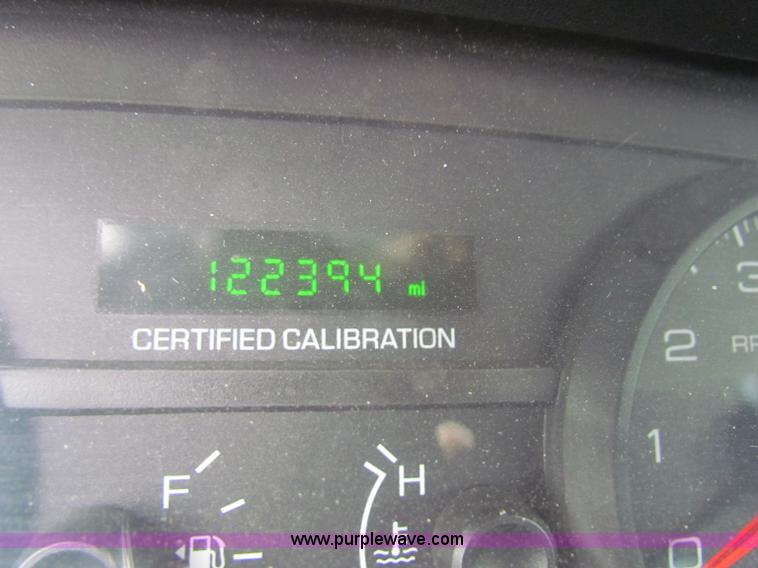 122394 mi
CERTIFIED CALIBRATION
3
2
1
0
F
H
www.purplewave.com